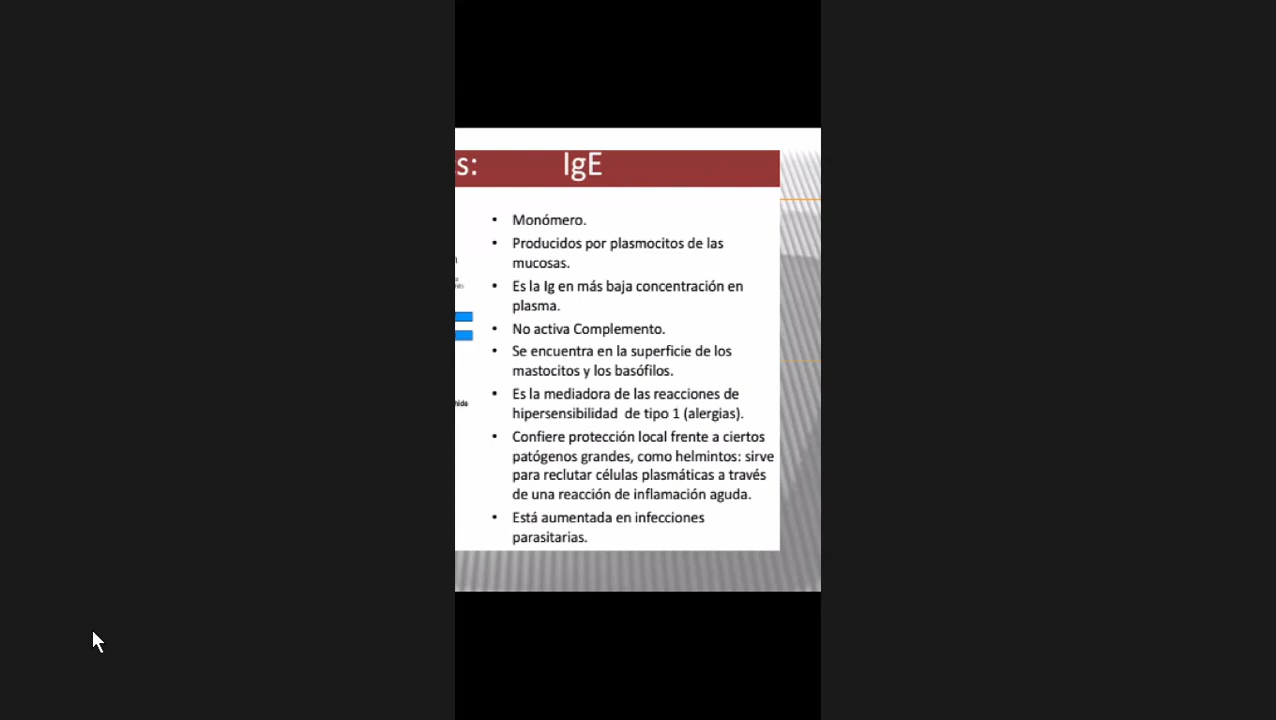 s: IgE
• Monómero.
• Producidos por plasmocitos de las
mucosas.
• Es la Ig en más baja concentración en
plasma.
• No activa Complemento.
• Se encuentra en la superficie de los
mastocitos y los basófilos.
• Es la mediadora de las reacciones de
hipersensibilidad de tipo 1 (alergias).
• Confiere protección local frente a ciertos
patógenos grandes, como helmintos: sirve
para reclutar células plasmáticas a través
de una reacción de inflamación aguda.
• Está aumentada en infecciones
parasitarias.